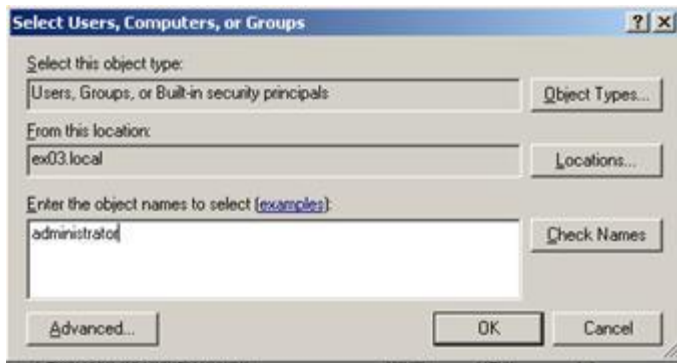 Select Users, Computers, or Groups
Select this object type:
Users, Groups, or Built-in security principals
Object Types...
From this location:
ex03.local
Locations...
Enter the object names to select (examples):
administrator
Check Names
Advanced...
OK
Cancel